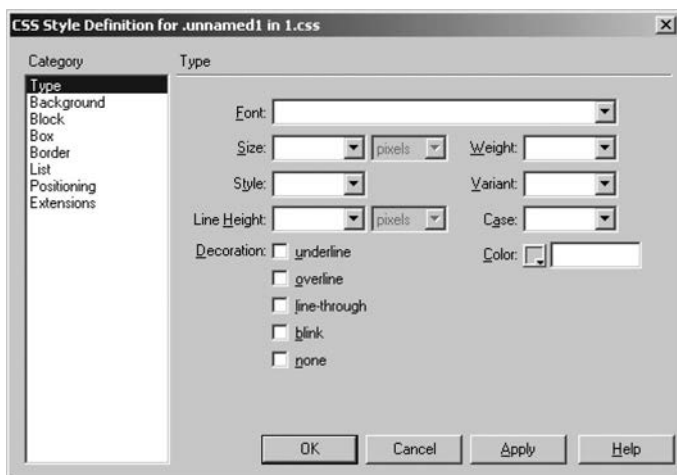 CSS Style Definition for .unnamed1 in 1.css
Category
Type
Type
Background
Block
Box
Border
List
Positioning
Extensions
Font:
Size: pixels Weight:
Style: Variant:
Line Height: pixels Case:
Decoration: underline Color:
overline
line-through
blink
none
OK Cancel Apply Help